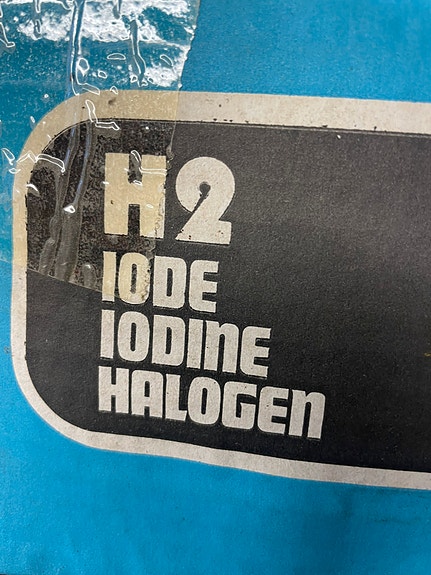 H2
IODE
IODINE
HALOGEN